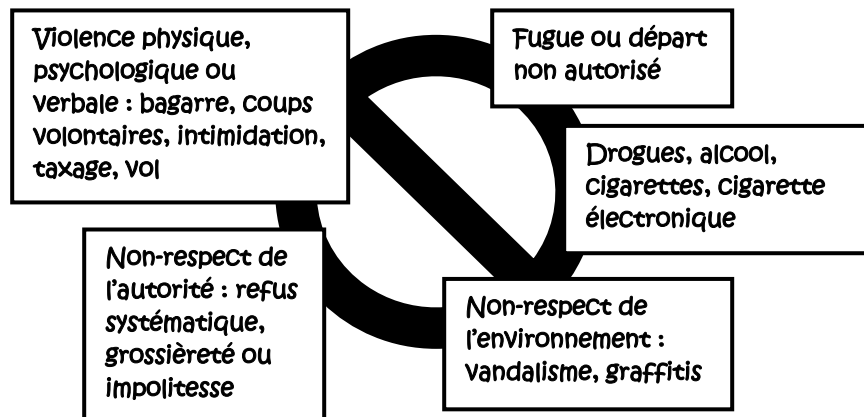 Violence physique,
psychologique ou
verbale : bagarre, coups
volontaires, intimidation,
taxage, vol
Fugue ou départ
non autorisé
Drogues, alcool,
cigarettes, cigarette
électronique
Non-respect de
l'autorité : refus
systématique,
grossièreté ou
impolitesse
Non-respect de
l'environnement :
vandalisme, graffitis